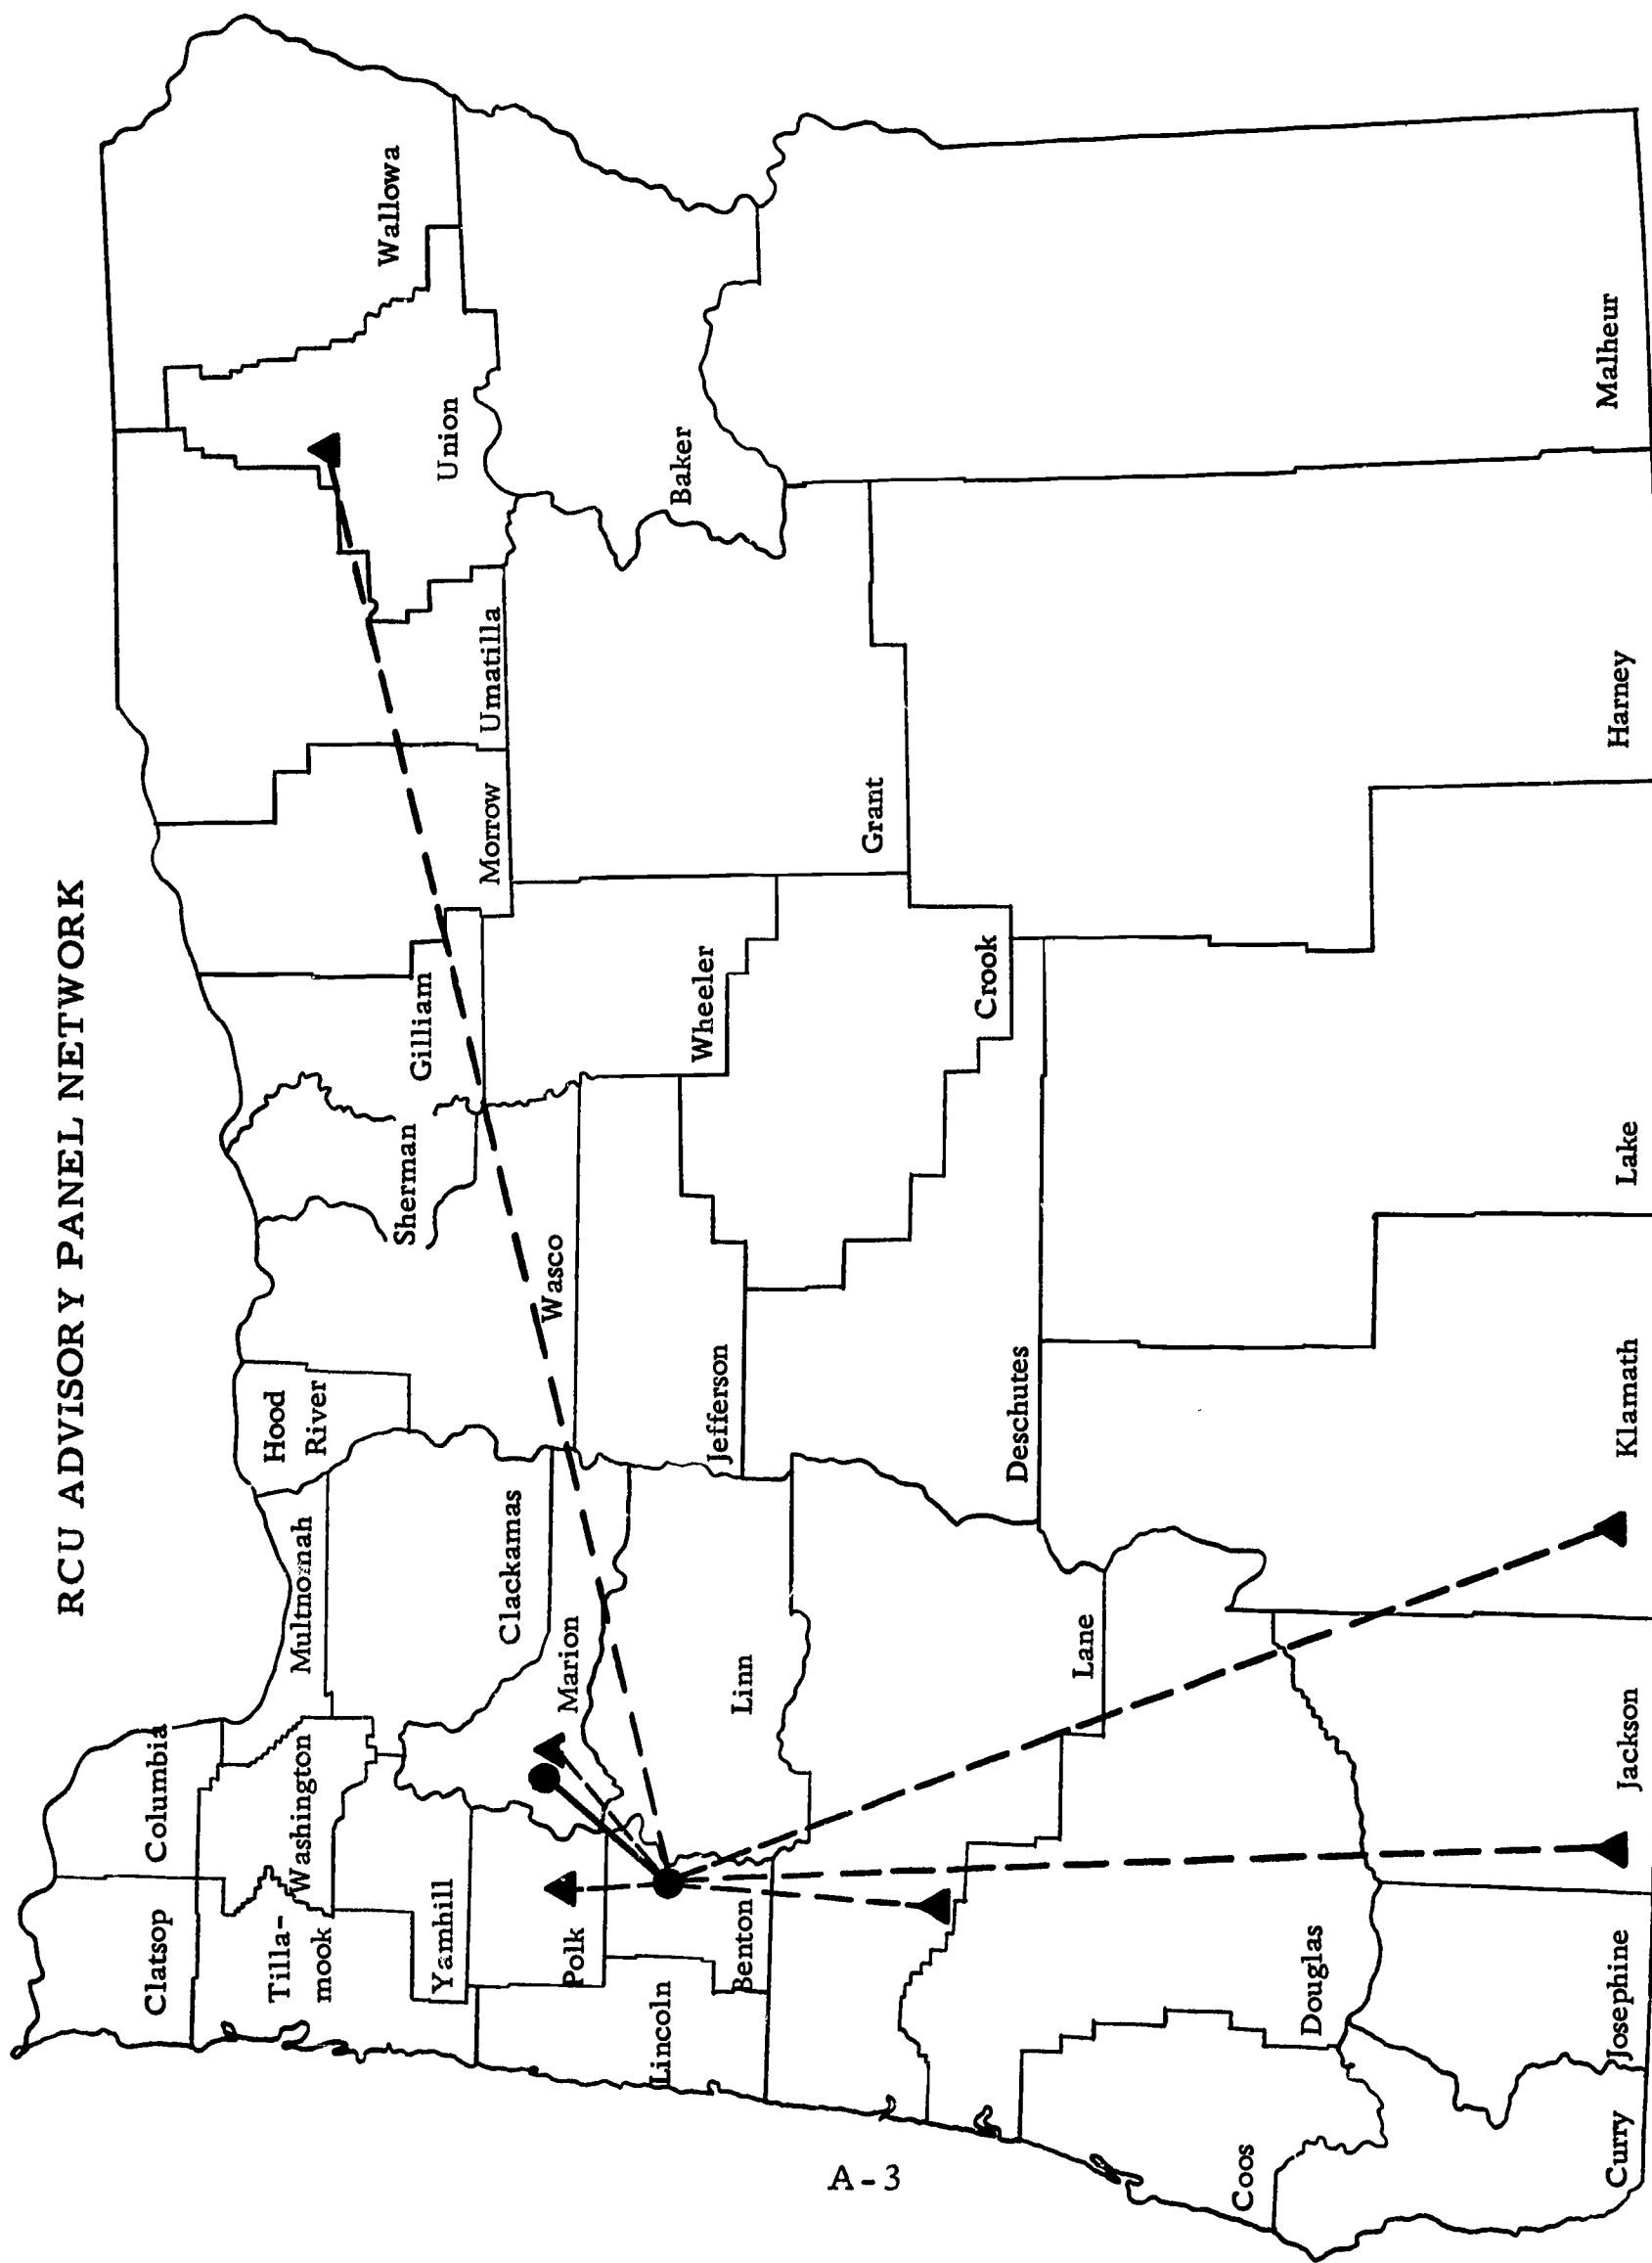 RCU ADVISORY PANEL NETWORK
Clatsop
Columbia
Tilla-
mook
Washington
Multnomah
Hood
River
Sherman
Gilliam
Morrow
Umatilla
Union
Wallowa
Yamhill
Clackamas
Wasco
Polk
Marion
Lincoln
Benton
Linn
Jefferson
Wheeler
Grant
Baker
Crook
Deschutes
Lane
Coos
Douglas
Curry
Josephine
Jackson
Klamath
Lake
Harney
Malheur
A-3